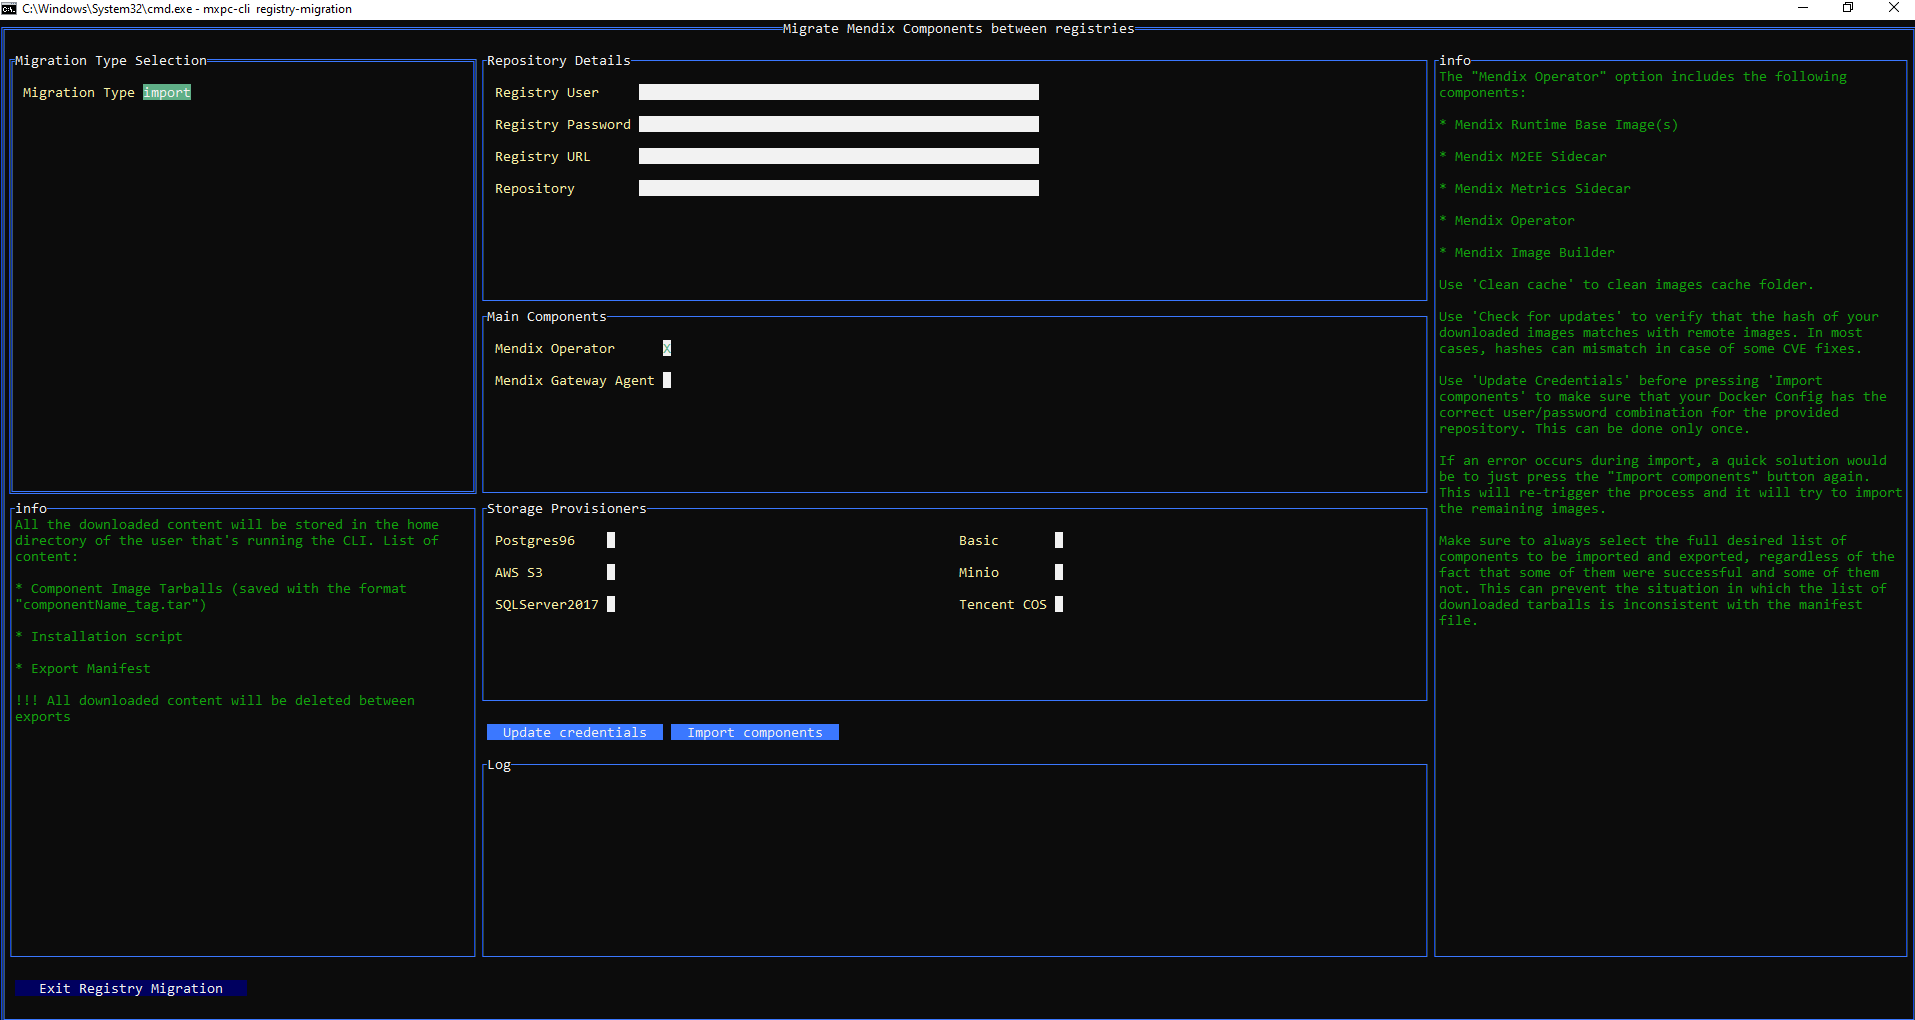 C:\Windows\System32\cmd.exe - mxpc-cli registry-migration
Migrate Mendix Components between registries
Migration Type Selection
Migration Type import
info
All the downloaded content will be stored in the home
directory of the user that's running the CLI. List of
content:
* Component Image Tarballs (saved with the format
"componentName_tag.tar")
* Installation script
* Export Manifest
!!! All downloaded content will be deleted between
exports
Repository Details
Registry User
Registry Password
Registry URL
Repository
Main Components
Mendix Operator X
Mendix Gateway Agent
Storage Provisioners
Postgres96
Basic
AWS S3
Minio
SQLServer2017
Tencent COS
Update credentials
Import components
Log
info
The "Mendix Operator" option includes the following
components:
* Mendix Runtime Base Image(s)
* Mendix M2EE Sidecar
* Mendix Metrics Sidecar
* Mendix Operator
* Mendix Image Builder
Use 'Clean cache' to clean images cache folder.
Use 'Check for updates' to verify that the hash of your
downloaded images matches with remote images. In most
cases, hashes can mismatch in case of some CVE fixes.
Use 'Update Credentials' before pressing 'Import
components' to make sure that your Docker Config has the
correct user/password combination for the provided
repository. This can be done only once.
If an error occurs during import, a quick solution would
be to just press the "Import components" button again.
This will re-trigger the process and it will try to import
the remaining images.
Make sure to always select the full desired list of
components to be imported and exported, regardless of the
fact that some of them were successful and some of them
not. This can prevent the situation in which the list of
downloaded tarballs is inconsistent with the manifest
file.
Exit Registry Migration